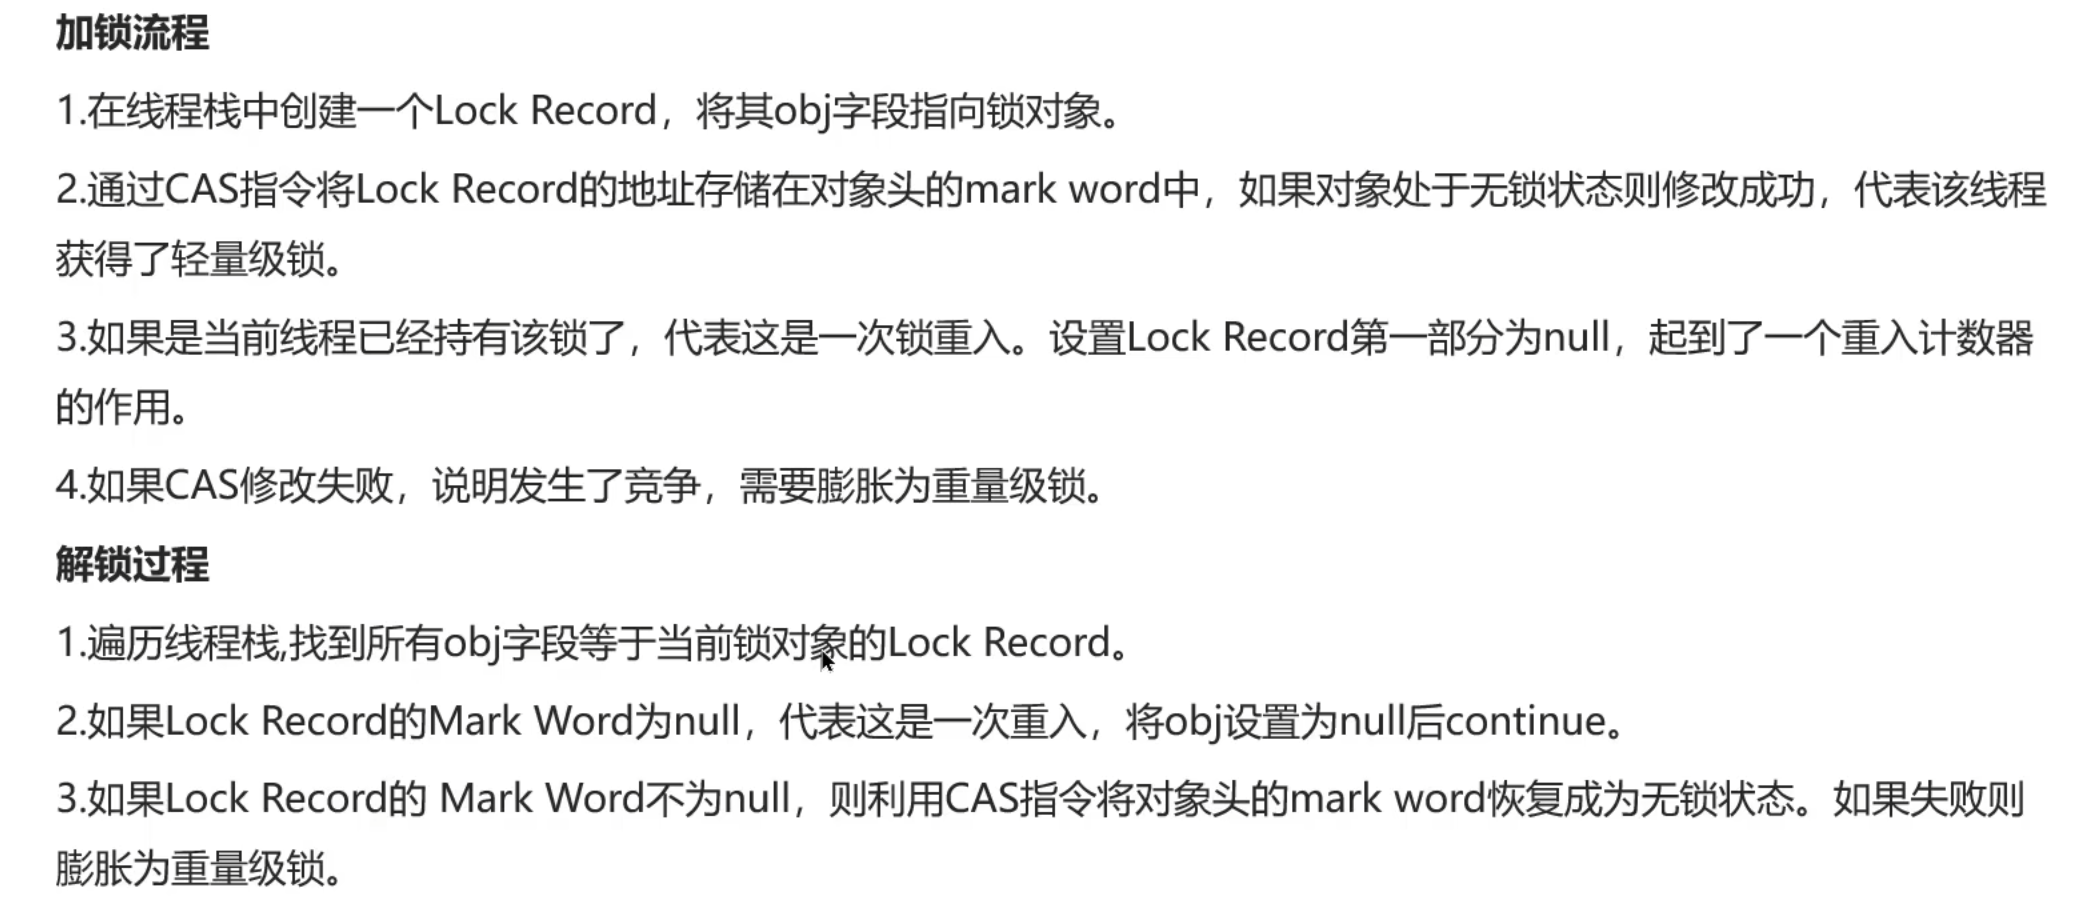 加锁流程
1.在线程栈中创建一个Lock Record，将其obj字段指向锁对象。
2.通过CAS指令将Lock Record的地址存储在对象头的mark word中，如果对象处于无锁状态则修改成功，代表该线程
获得了轻量级锁。
3.如果是当前线程已经持有该锁了，代表这是一次锁重入。设置Lock Record第一部分为null，起到了一个重入计数器
的作用。
4.如果CAS修改失败，说明发生了竞争，需要膨胀为重量级锁。
解锁过程
1.遍历线程栈,找到所有obj字段等于当前锁对象的Lock Record。
2.如果Lock Record的Mark Word为null，代表这是一次重入，将obj设置为null后continue。
3.如果Lock Record的 Mark Word不为null，则利用CAS指令将对象头的mark word恢复成为无锁状态。如果失败则
膨胀为重量级锁。